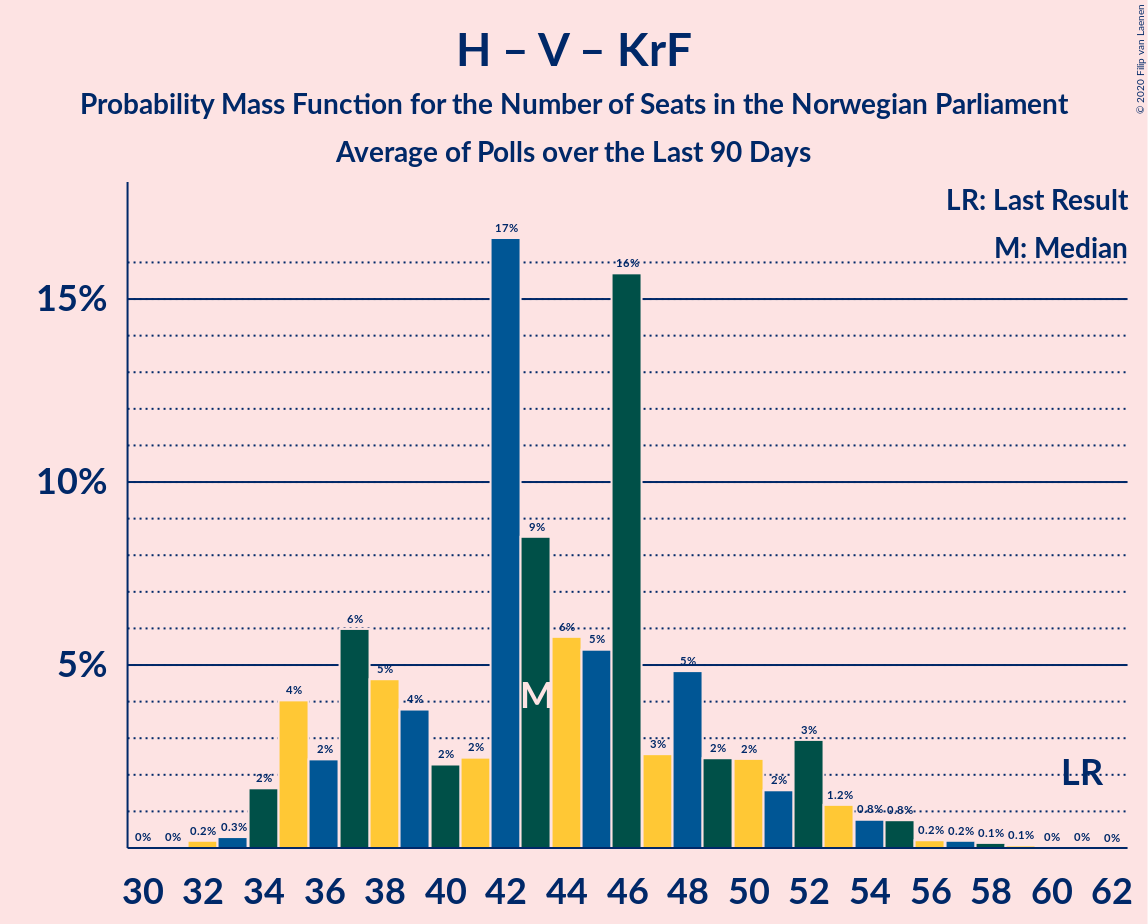 H – V – KrF
Probability Mass Function for the Number of Seats in the Norwegian Parliament
Average of Polls over the Last 90 Days
© 2020 Filip van Laenen
LR: Last Result
M: Median
15%
10%
5%
0% 0% 0.2% 0.3% 2% 4% 2% 6% 5% 4% 2% 2% 17% 9% 6% 5% 16% 3% 5% 2% 2% 2% 3% 1.2% 0.8% 0.8% 0.2% 0.2% 0.1% 0.1% 0% 0% 0%
M
LR
30 32 34 36 38 40 42 44 46 48 50 52 54 56 58 60 62